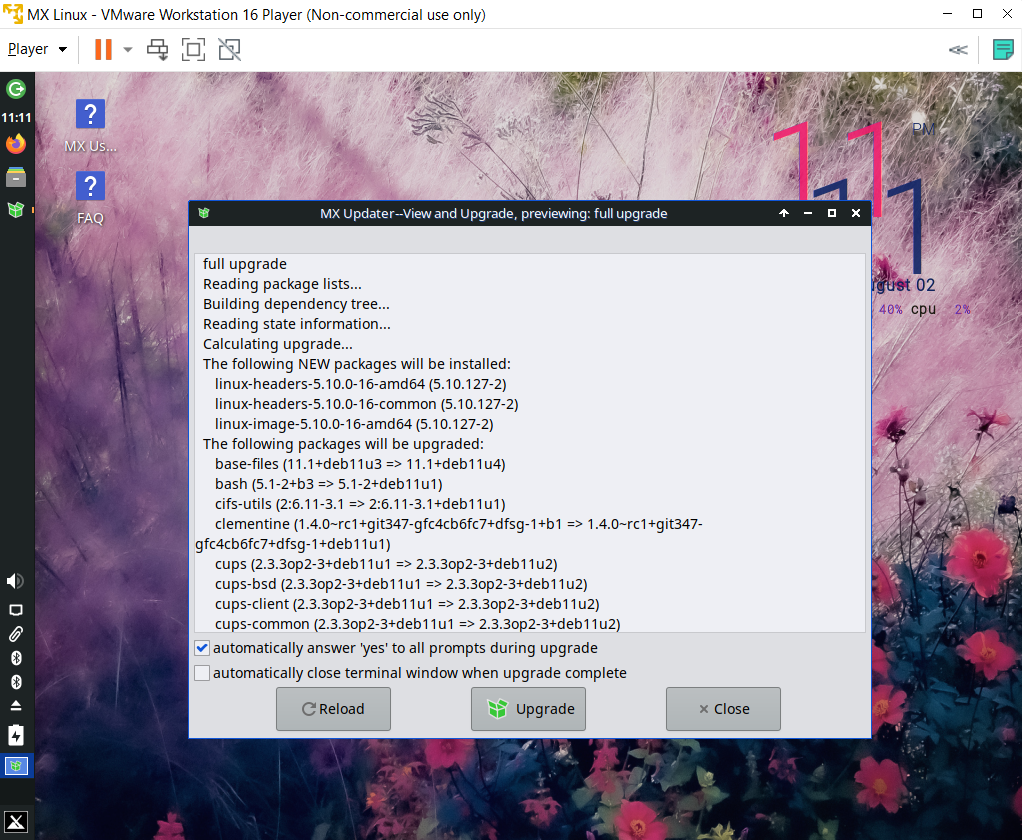 MX Linux - VMware Workstation 16 Player (Non-commercial use only)
Player
11:11
MX Us...
FAQ
11
PM
11
August 02
40% cpu 2%
MX Updater--View and Upgrade, previewing: full upgrade
full upgrade
Reading package lists...
Building dependency tree...
Reading state information...
Calculating upgrade...
The following NEW packages will be installed:
linux-headers-5.10.0-16-amd64 (5.10.127-2)
linux-headers-5.10.0-16-common (5.10.127-2)
linux-image-5.10.0-16-amd64 (5.10.127-2)
The following packages will be upgraded:
base-files (11.1+deb11u3 => 11.1+deb11u4)
bash (5.1-2+b3 => 5.1-2+deb11u1)
cifs-utils (2:6.11-3.1 => 2:6.11-3.1+deb11u1)
clementine (1.4.0~rc1+git347-gfc4cb6fc7+dfsg-1+b1 => 1.4.0~rc1+git347-
gfc4cb6fc7+dfsg-1+deb11u1)
cups (2.3.3op2-3+deb11u1 => 2.3.3op2-3+deb11u2)
cups-bsd (2.3.3op2-3+deb11u1 => 2.3.3op2-3+deb11u2)
cups-client (2.3.3op2-3+deb11u1 => 2.3.3op2-3+deb11u2)
cups-common (2.3.3op2-3+deb11u1 => 2.3.3op2-3+deb11u2)
automatically answer 'yes' to all prompts during upgrade
automatically close terminal window when upgrade complete
Reload
Upgrade
Close